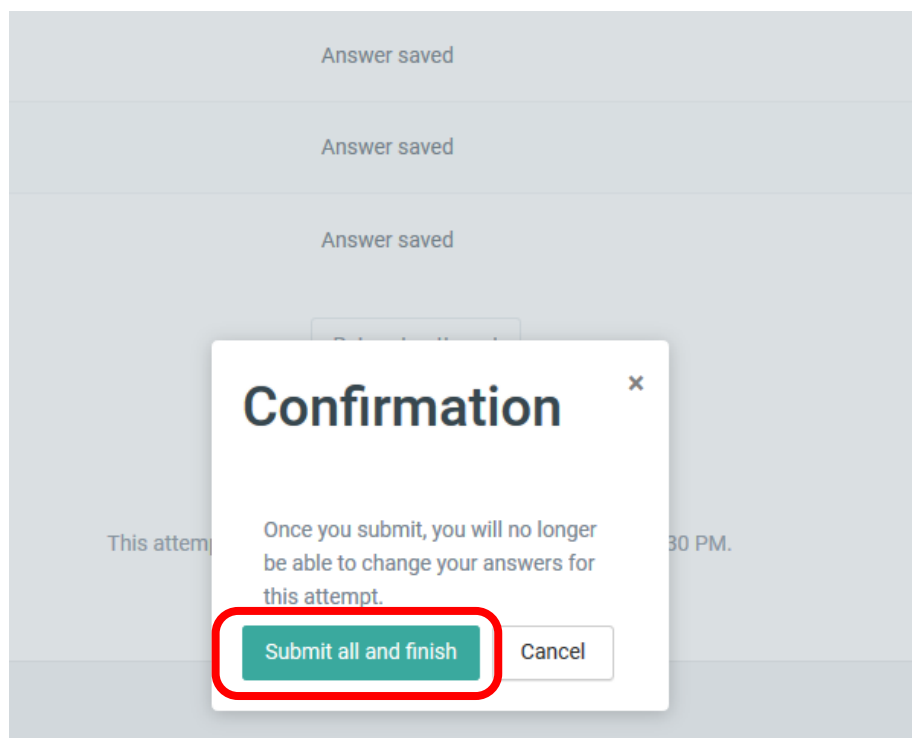 Answer saved
Answer saved
Answer saved
Confirmation ×
Once you submit, you will no longer
be able to change your answers for
this attempt.
This attem 30 PM.
Submit all and finish Cancel